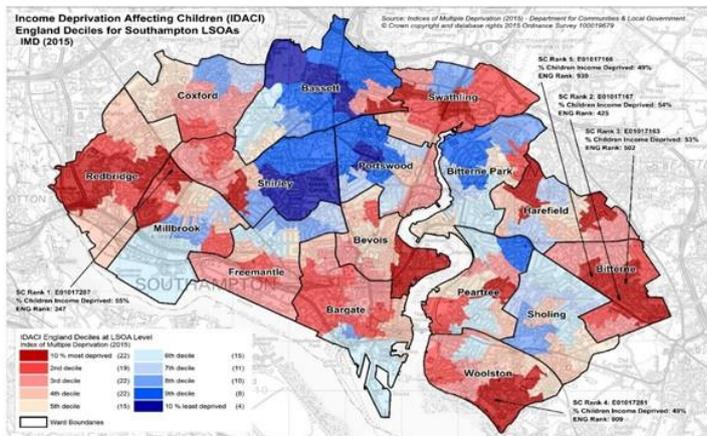 Income Deprivation Affecting Children (IDACI)
England Deciles for Southampton LSOAs
IMD (2015)
Source: Indices of Multiple Deprivation (2015) - Department for Communities & Local Government.
© Crown copyright and database rights 2015 Ordnance Survey 100019679
SC Rank 5: E01017166
% Children Income Deprived: 49%
ENG Rank: 939
SC Rank 2: E01017167
% Children Income Deprived: 54%
ENG Rank: 425
SC Rank 3: E01017163
% Children Income Deprived: 53%
ENG Rank: 502
Bassett
Coxford
Swathling
Redbridge
Shirley
Portswood
Bitterne Park
Harefield
Millbrook
Bevois
Bitterne
SOUTHAMPTON
Freemantle
Peartree
Bargate
Sholing
Woolston
SC Rank 1: E01017287
% Children Income Deprived: 55%
ENG Rank: 347
IDACI England Deciles at LSOA Level
Index of Multiple Deprivation (2015)
10 % most deprived (22) 6th decile (15)
2nd decile (19) 7th decile (11)
3rd decile (22) 8th decile (10)
4th decile (22) 9th decile (8)
5th decile (15) 10 % least deprived (4)
Ward Boundaries
SC Rank 4: E01017281
% Children Income Deprived: 49%
ENG Rank: 909